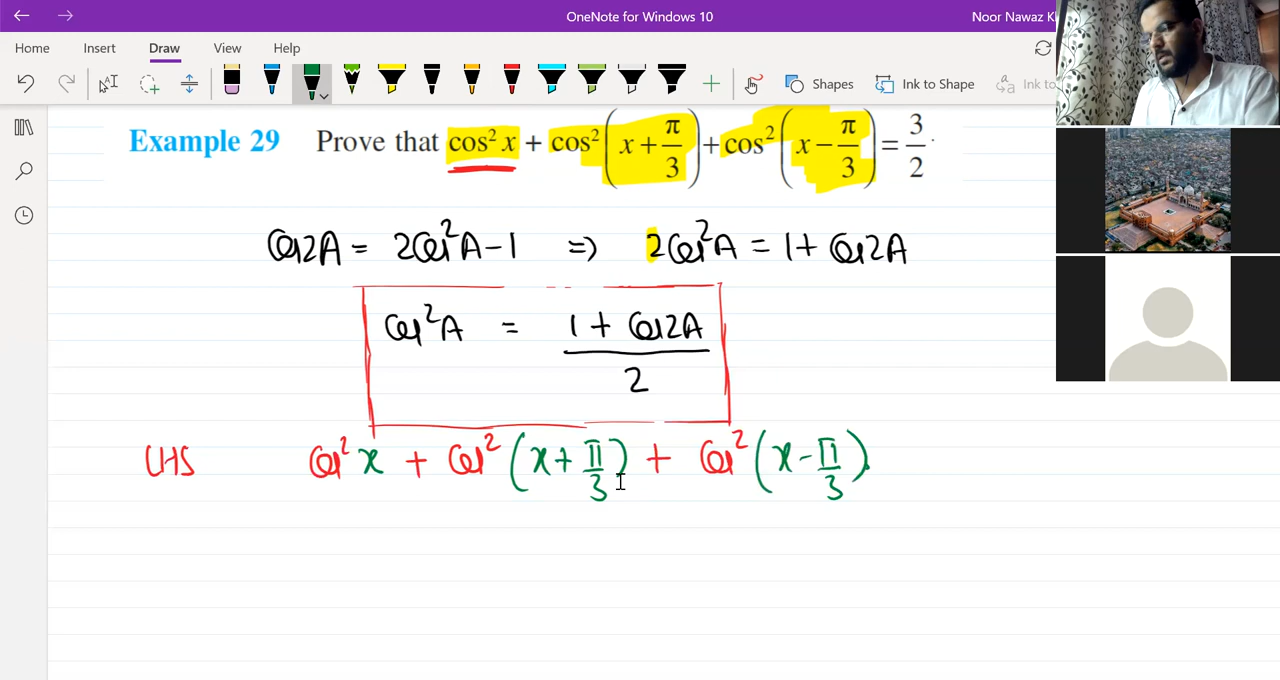 OneNote for Windows 10
Noor Nawaz
Home Insert Draw View Help
Shapes Ink to Shape Ink to
Example 29 Prove that cos² x + cos² (x + π/3) + cos² (x − π/3) = 3/2.
Cos2A = 2Cos²A − 1 ⇒ 2Cos²A = 1 + Cos2A
Cos²A = 1 + Cos2A / 2
LHS Cos² x + Cos² (x + π/3) + Cos² (x − π/3)